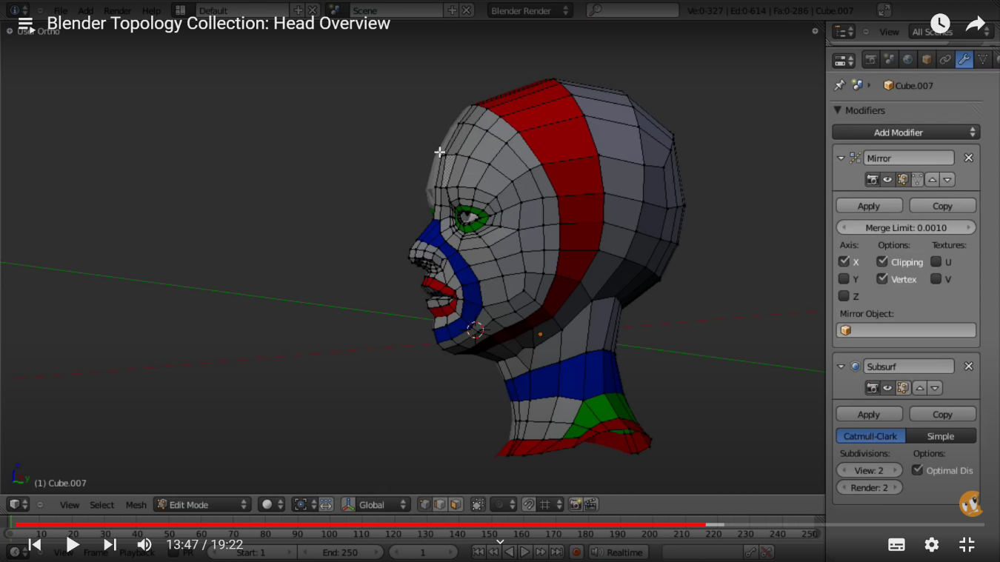 File Add Render Help Default Scene Blender Render Ve:0-327 | Ed:0-614 | Fa:0-286 | Cube.007
Blender Topology Collection: Head Overview
User Ortho
View All Scenes
Cube.007
Modifiers
Add Modifier
Mirror
Apply Copy
Merge Limit: 0.0010
Axis: Options: Textures:
X Clipping U
Y Vertex V
Z
Mirror Object:
Subsurf
Apply Copy
Catmull-Clark Simple
Subdivisions: Options:
View: 2 Optimal Dis
Render: 2
(1) Cube.007
View Select Mesh Edit Mode Global
10 20 30 40 50 60 70 80 90 100 110 120 130 140 150 160 170 180 190 200 210 220 230 240 250
13:47 / 19:22
View Frame Playback PR Start: 1 End: 250 1 Realtime